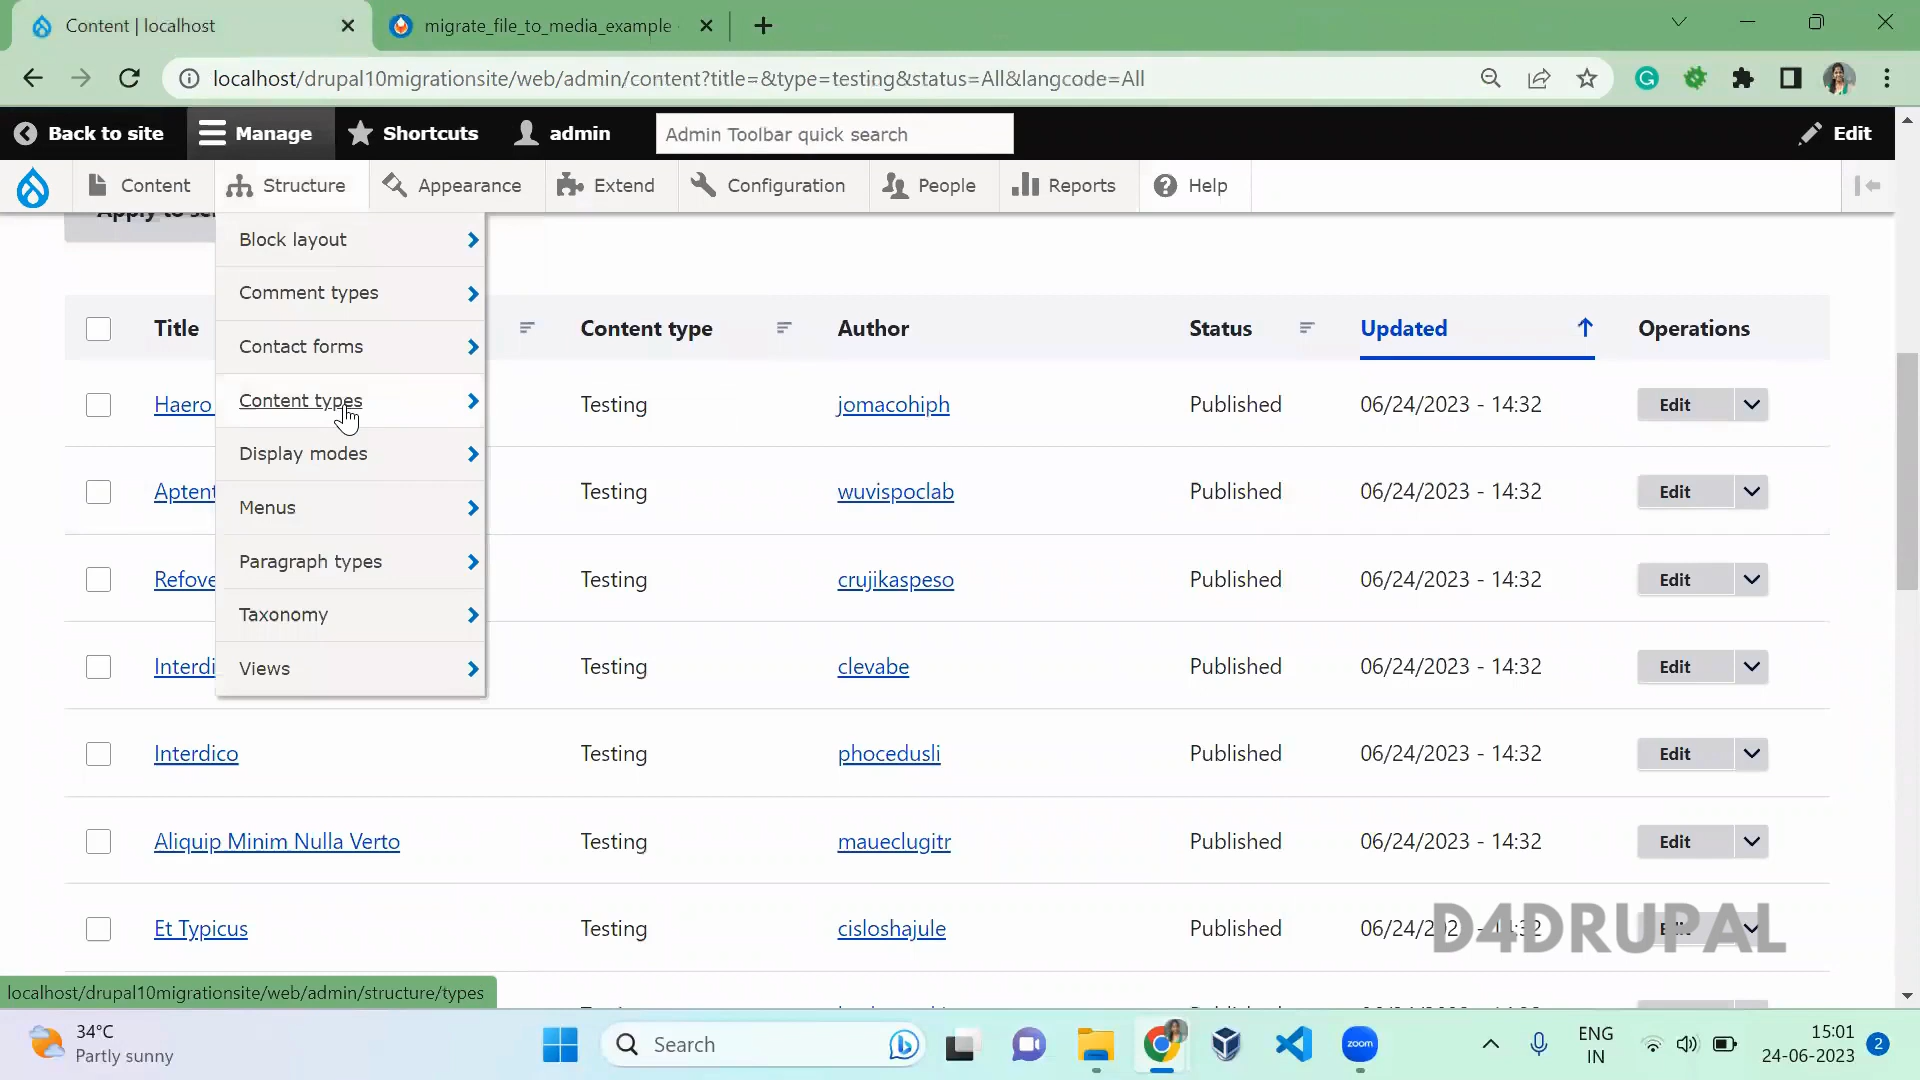 Content | localhost
migrate_file_to_media_example
localhost/drupal10migrationsite/web/admin/content?title=&type=testing&status=All&langcode=All
Back to site
Manage
Shortcuts
admin
Admin Toolbar quick search
Edit
Content
Structure
Appearance
Extend
Configuration
People
Reports
Help
Apply to
Block layout
Comment types
Contact forms
Content types
Display modes
Menus
Paragraph types
Taxonomy
Views
Title
Content type
Author
Status
Updated
Operations
Haero
Testing
jomacohiph
Published
06/24/2023 - 14:32
Edit
Aptent
Testing
wuvispoclab
Published
06/24/2023 - 14:32
Edit
Refove
Testing
crujikaspeso
Published
06/24/2023 - 14:32
Edit
Interdi
Testing
clevabe
Published
06/24/2023 - 14:32
Edit
Interdico
Testing
phocedusli
Published
06/24/2023 - 14:32
Edit
Aliquip Minim Nulla Verto
Testing
maueclugitr
Published
06/24/2023 - 14:32
Edit
Et Typicus
Testing
cisloshajule
Published
D4DRUPAL
localhost/drupal10migrationsite/web/admin/structure/types
34°C
Partly sunny
Search
zoom
ENG
IN
15:01
24-06-2023
2